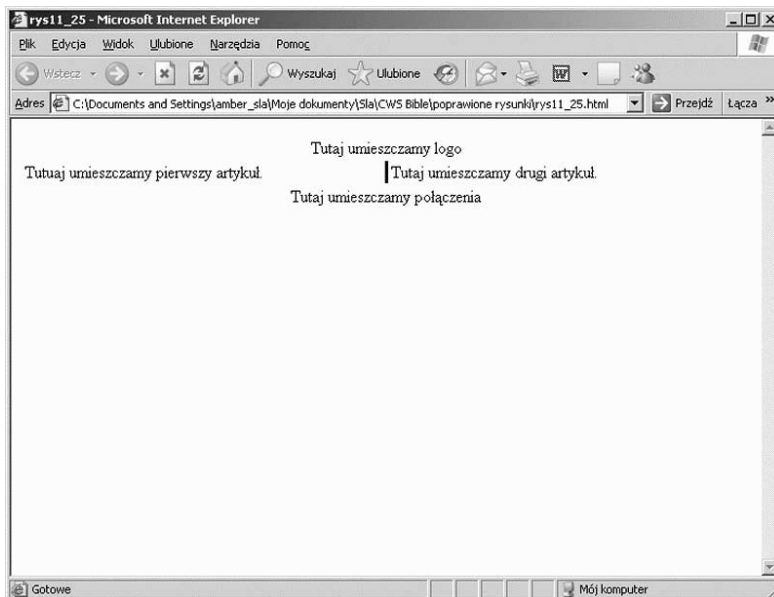 rys11_25 - Microsoft Internet Explorer
Plik Edycja Widok Ulubione Narzędzia Pomoc
Wstecz Wyszukaj Ulubione
Adres C:\Documents and Settings\amber_sla\Moje dokumenty\Sla\CWS Bible\poprawione rysunki\rys11_25.html Przejdź Łącza »
Tutaj umieszczamy logo
Tutuaj umieszczamy pierwszy artykuł. Tutaj umieszczamy drugi artykuł.
Tutaj umieszczamy połączenia
Gotowe Mój komputer